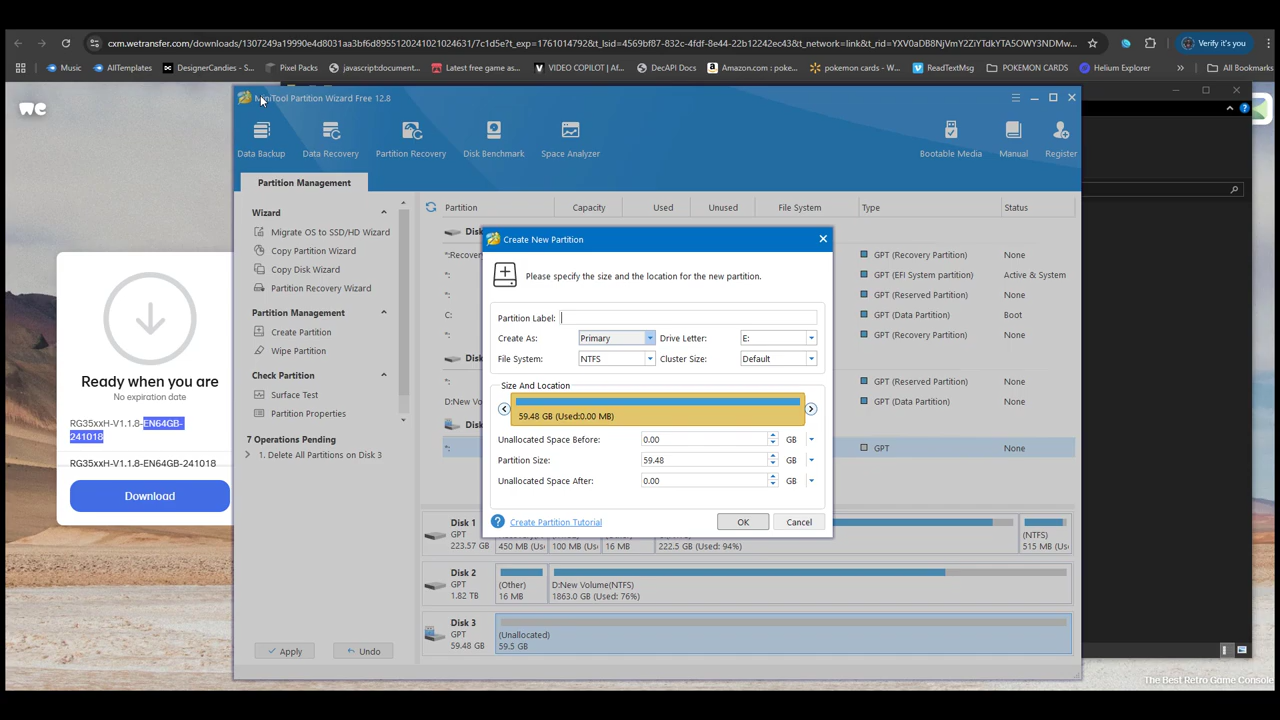 cxm.wetransfer.com/downloads/1307249a19990e4d8031aa3bf6d8955120241021024631/7c1d5e?t_exp=1761014792&t_lsid=4569bf87-832c-4fdf-8e44-22b12242ec43&t_network=link&t_rid=YXV0aDB8NjVmY2ZiYTdkYTA5OWY3NDMw...
Verify it's you
Music
AllTemplates
DesignerCandies - S...
Pixel Packs
javascript:document...
Latest free game as...
VIDEO COPILOT | Af...
DecAPI Docs
Amazon.com : poke...
pokemon cards - W...
ReadTextMsg
POKEMON CARDS
Helium Explorer
»
All Bookmarks
we
MiniTool Partition Wizard Free 12.8
Data Backup
Data Recovery
Partition Recovery
Disk Benchmark
Space Analyzer
Bootable Media
Manual
Register
Partition Management
Partition
Capacity
Used
Unused
File System
Type
Status
Wizard
Migrate OS to SSD/HD Wizard
Copy Partition Wizard
Copy Disk Wizard
Partition Recovery Wizard
Partition Management
Create Partition
Wipe Partition
Check Partition
Surface Test
Partition Properties
7 Operations Pending
1. Delete All Partitions on Disk 3
Apply
Undo
Disk
*:Recove
GPT (Recovery Partition)
None
*:
GPT (EFI System partition)
Active & System
*:
GPT (Reserved Partition)
None
C:
GPT (Data Partition)
Boot
*:
GPT (Recovery Partition)
None
Disk
*:
GPT (Reserved Partition)
None
D:New Vo
GPT (Data Partition)
None
Disk
*:
GPT
None
Create New Partition
Please specify the size and the location for the new partition.
Partition Label:
Create As:
Primary
Drive Letter:
E:
File System:
NTFS
Cluster Size:
Default
Size And Location
59.48 GB (Used:0.00 MB)
Unallocated Space Before:
0.00
GB
Partition Size:
59.48
GB
Unallocated Space After:
0.00
GB
Create Partition Tutorial
OK
Cancel
Disk 1
GPT
223.57 GB
450 MB (Us
100 MB (Us
16 MB
222.5 GB (Used: 94%)
(NTFS)
515 MB (Us
Disk 2
GPT
1.82 TB
(Other)
16 MB
D:New Volume(NTFS)
1863.0 GB (Used: 76%)
Disk 3
GPT
59.48 GB
(Unallocated)
59.5 GB
Ready when you are
No expiration date
RG35xxH-V1.1.8-EN64GB-
241018
RG35xxH-V1.1.8-EN64GB-241018
Download
The Best Retro Game Console